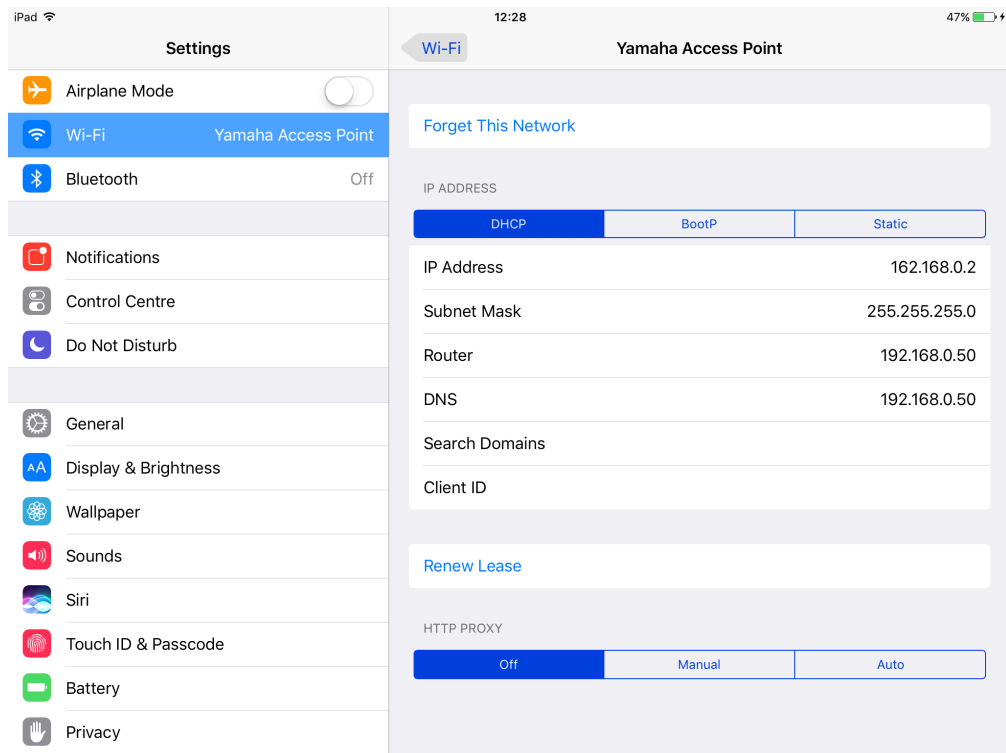 iPad 12:28 47%
Settings
Airplane Mode
Wi-Fi Yamaha Access Point
Bluetooth Off
Notifications
Control Centre
Do Not Disturb
General
AA Display & Brightness
Wallpaper
Sounds
Siri
Touch ID & Passcode
Battery
Privacy
Wi-Fi Yamaha Access Point
Forget This Network
IP ADDRESS
DHCP BootP Static
IP Address 162.168.0.2
Subnet Mask 255.255.255.0
Router 192.168.0.50
DNS 192.168.0.50
Search Domains
Client ID
Renew Lease
HTTP PROXY
Off Manual Auto